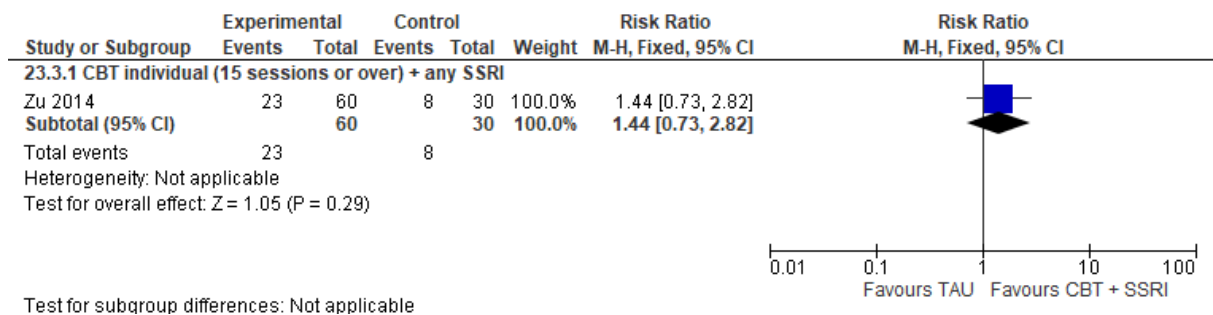 Experimental Control Risk Ratio Risk Ratio
Study or Subgroup Events Total Events Total Weight M-H, Fixed, 95% CI M-H, Fixed, 95% CI
23.3.1 CBT individual (15 sessions or over) + any SSRI
Zu 2014 23 60 8 30 100.0% 1.44 [0.73, 2.82]
Subtotal (95% CI) 60 30 100.0% 1.44 [0.73, 2.82]
Total events 23 8
Heterogeneity: Not applicable
Test for overall effect: Z = 1.05 (P = 0.29)
0.01 0.1 1 10 100
Favours TAU Favours CBT + SSRI
Test for subgroup differences: Not applicable